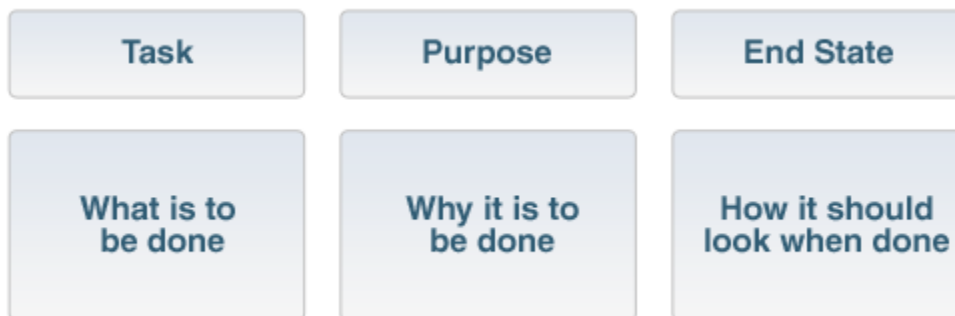 Task
Purpose
End State
What is to
be done
Why it is to
be done
How it should
look when done